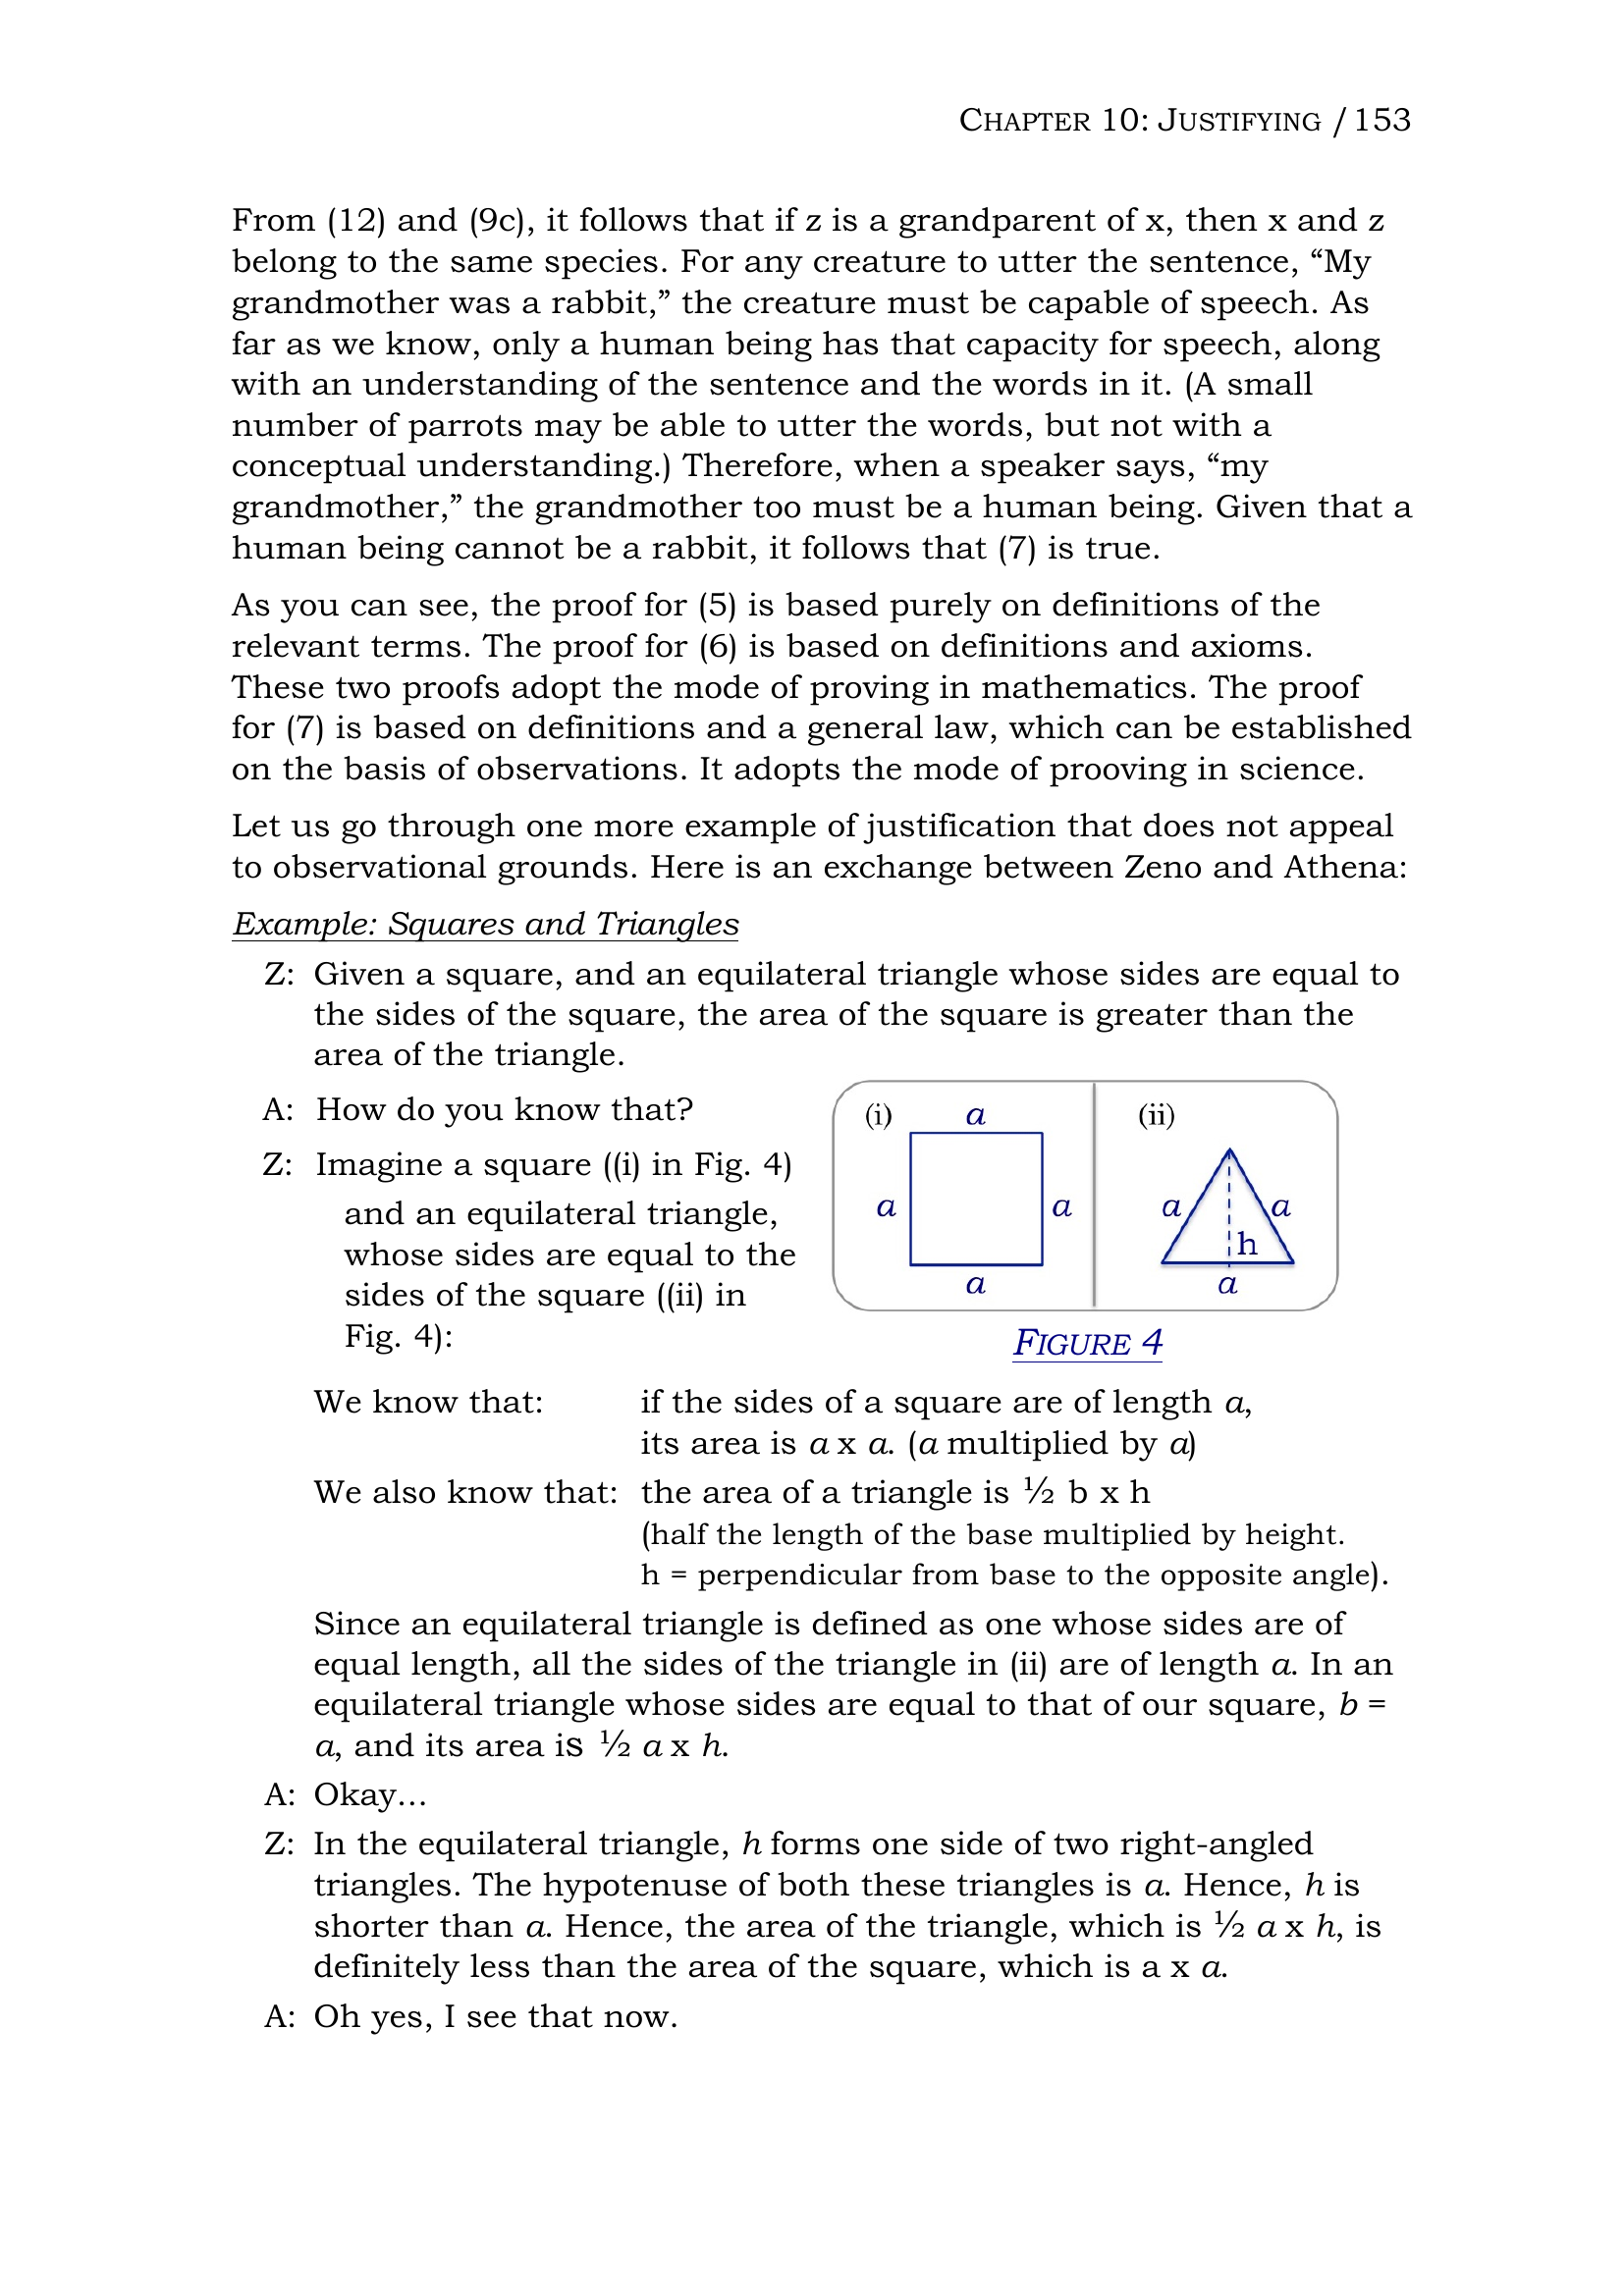 CHAPTER 10: JUSTIFYING / 153
From (12) and (9c), it follows that if z is a grandparent of x, then x and z
belong to the same species. For any creature to utter the sentence, “My
grandmother was a rabbit,” the creature must be capable of speech. As
far as we know, only a human being has that capacity for speech, along
with an understanding of the sentence and the words in it. (A small
number of parrots may be able to utter the words, but not with a
conceptual understanding.) Therefore, when a speaker says, “my
grandmother,” the grandmother too must be a human being. Given that a
human being cannot be a rabbit, it follows that (7) is true.
As you can see, the proof for (5) is based purely on definitions of the
relevant terms. The proof for (6) is based on definitions and axioms.
These two proofs adopt the mode of proving in mathematics. The proof
for (7) is based on definitions and a general law, which can be established
on the basis of observations. It adopts the mode of prooving in science.
Let us go through one more example of justification that does not appeal
to observational grounds. Here is an exchange between Zeno and Athena:
Example: Squares and Triangles
Z: Given a square, and an equilateral triangle whose sides are equal to
the sides of the square, the area of the square is greater than the
area of the triangle.
A: How do you know that?
Z: Imagine a square ((i) in Fig. 4)
and an equilateral triangle,
whose sides are equal to the
sides of the square ((ii) in
Fig. 4):
(i) a (ii)
a a a a
h
a a
FIGURE 4
We know that: if the sides of a square are of length a,
its area is a x a. (a multiplied by a)
We also know that: the area of a triangle is ½ b x h
(half the length of the base multiplied by height.
h = perpendicular from base to the opposite angle).
Since an equilateral triangle is defined as one whose sides are of
equal length, all the sides of the triangle in (ii) are of length a. In an
equilateral triangle whose sides are equal to that of our square, b =
a, and its area is ½ a x h.
A: Okay…
Z: In the equilateral triangle, h forms one side of two right-angled
triangles. The hypotenuse of both these triangles is a. Hence, h is
shorter than a. Hence, the area of the triangle, which is ½ a x h, is
definitely less than the area of the square, which is a x a.
A: Oh yes, I see that now.